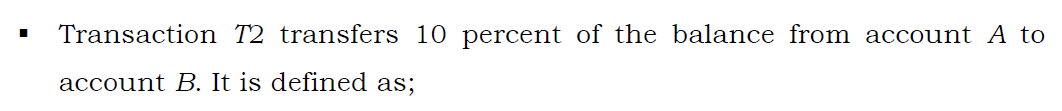 ▪ Transaction T2 transfers 10 percent of the balance from account A to
account B. It is defined as;